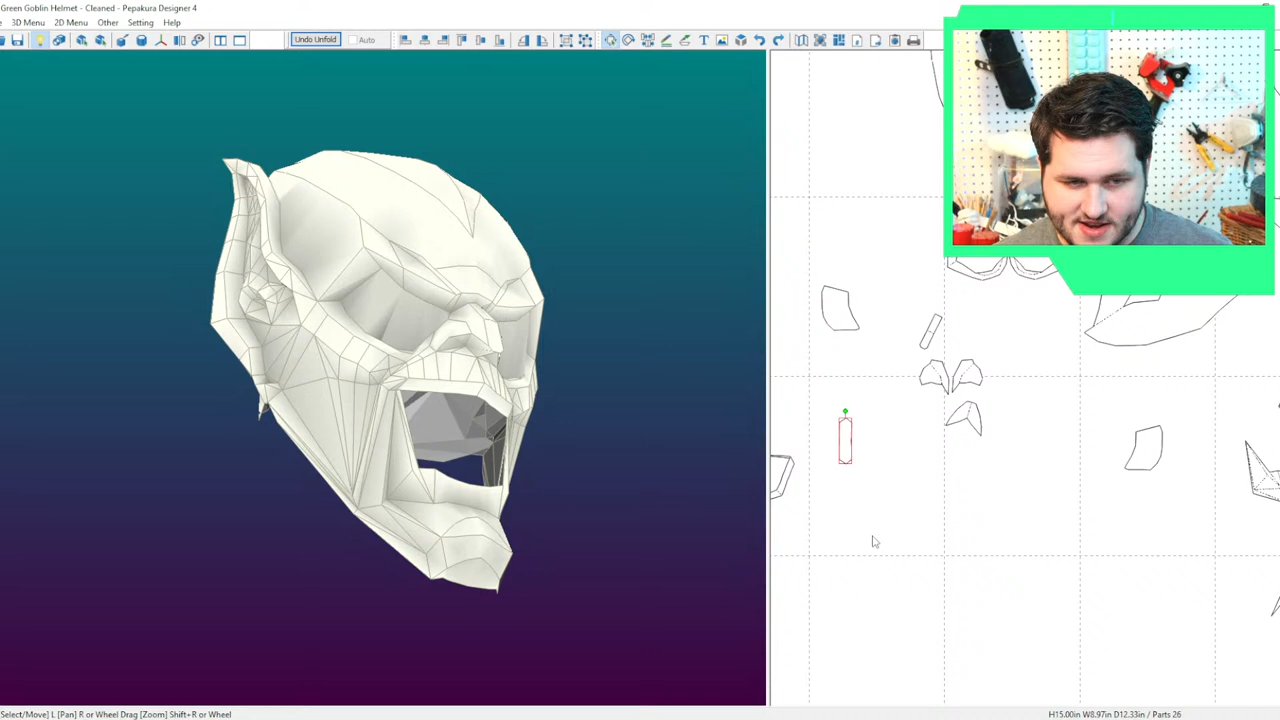 Green Goblin Helmet - Cleaned - Pepakura Designer 4
3D Menu 2D Menu Other Setting Help
Undo Unfold Auto
[Select/Move] L [Pan] R or Wheel Drag [Zoom] Shift+R or Wheel
H15.00in W8.97in D12.33in / Parts 26